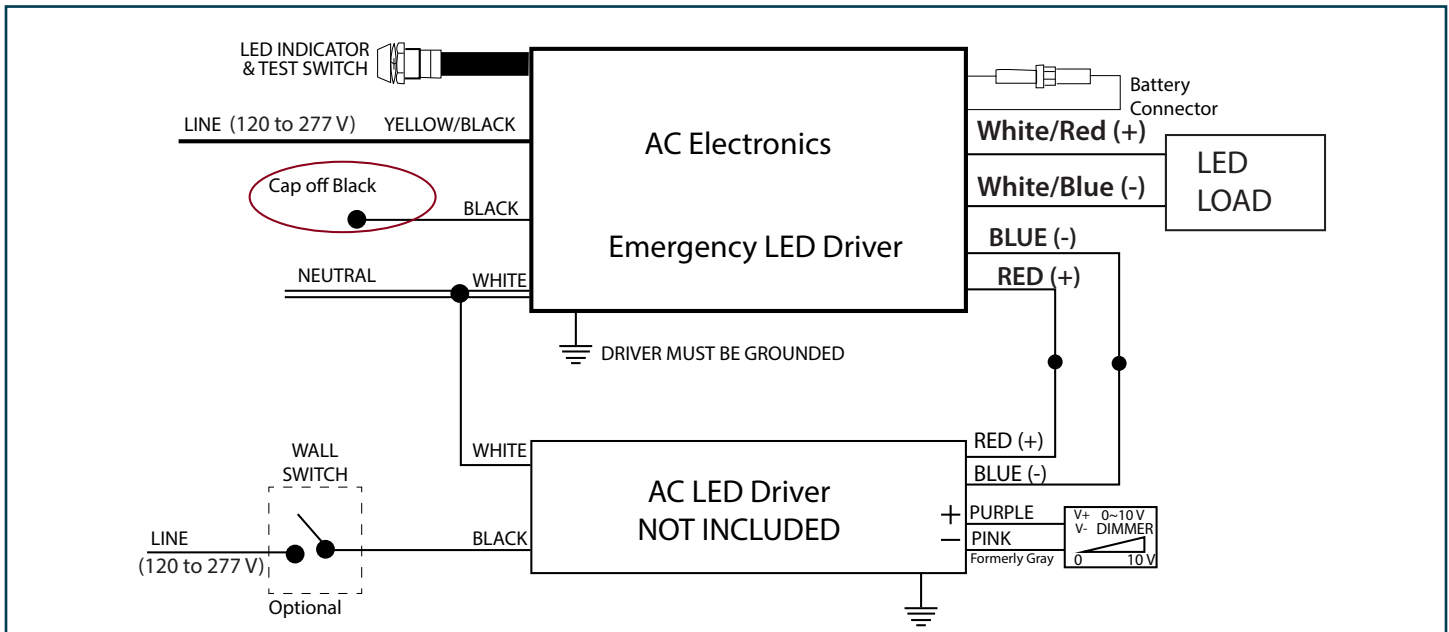 LED INDICATOR
& TEST SWITCH
Battery
Connector
LINE (120 to 277 V) YELLOW/BLACK
AC Electronics
White/Red (+)
LED
LOAD
Cap off Black
White/Blue (-)
BLACK
Emergency LED Driver
BLUE (-)
NEUTRAL
WHITE
RED (+)
DRIVER MUST BE GROUNDED
WALL
SWITCH
WHITE
AC LED Driver
NOT INCLUDED
RED (+)
BLUE (-)
+ PURPLE
− PINK
Formerly Gray
V+ 0~10 V
V- DIMMER
0 10 V
LINE
(120 to 277 V)
BLACK
Optional